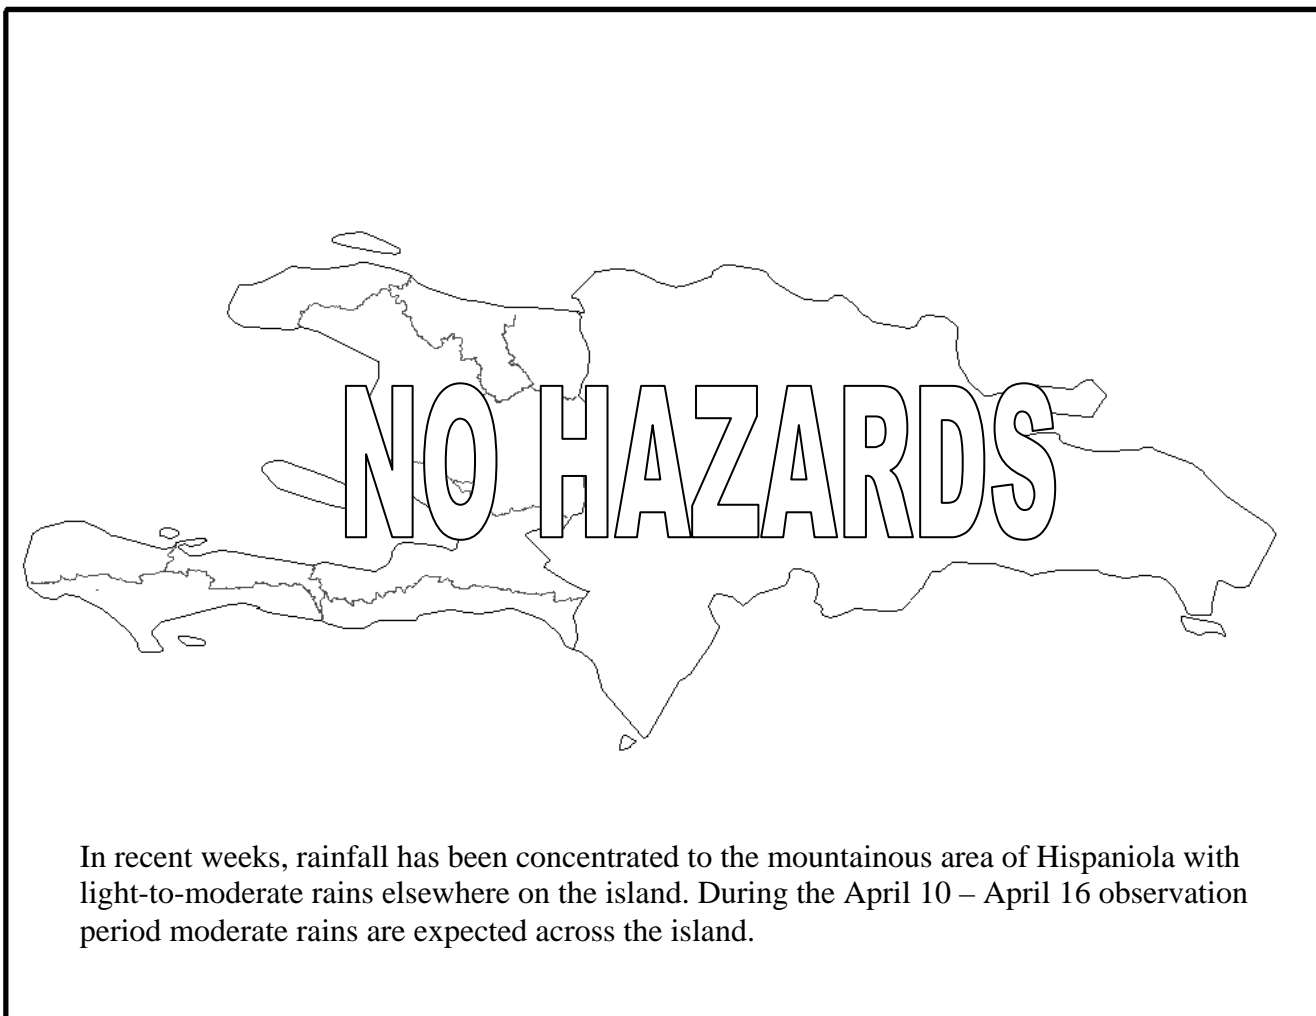 NO HAZARDS
In recent weeks, rainfall has been concentrated to the mountainous area of Hispaniola with
light-to-moderate rains elsewhere on the island. During the April 10 – April 16 observation
period moderate rains are expected across the island.